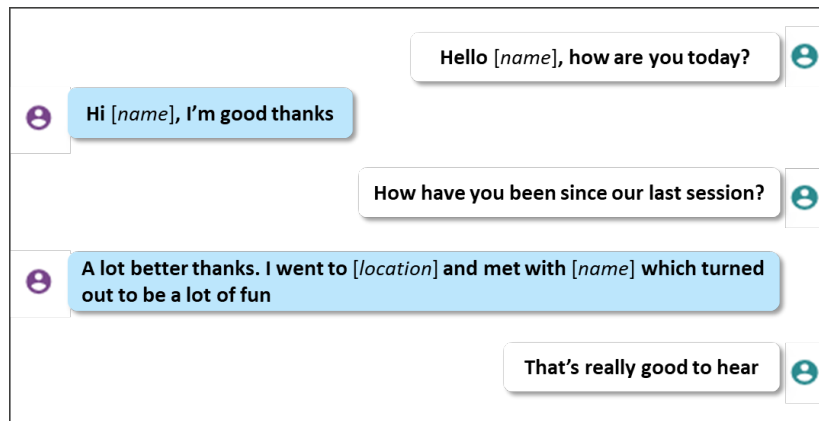 Hello [name], how are you today?
Hi [name], I'm good thanks
How have you been since our last session?
A lot better thanks. I went to [location] and met with [name] which turned
out to be a lot of fun
That's really good to hear